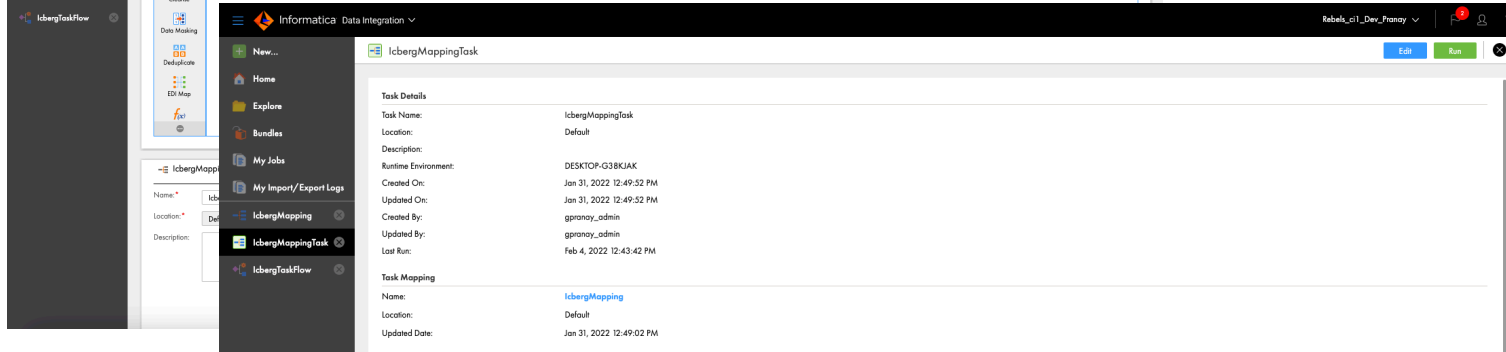 IcbergTaskFlow
Data Masking
Deduplicate
EDI Map
f(x)
IcbergMappi
Name:*
Icb
Location:*
Def
Description:
Informatica Data Integration
Rebels_ci1_Dev_Pranay
2
New...
Home
Explore
Bundles
My Jobs
My Import/Export Logs
IcbergMapping
IcbergMappingTask
IcbergTaskFlow
IcbergMappingTask
Edit
Run
Task Details
Task Name: IcbergMappingTask
Location: Default
Description:
Runtime Environment: DESKTOP-G38KJAK
Created On: Jan 31, 2022 12:49:52 PM
Updated On: Jan 31, 2022 12:49:52 PM
Created By: gpranay_admin
Updated By: gpranay_admin
Last Run: Feb 4, 2022 12:43:42 PM
Task Mapping
Name: IcbergMapping
Location: Default
Updated Date: Jan 31, 2022 12:49:02 PM